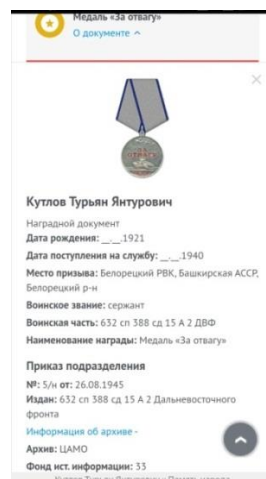 Медаль «За отвагу»
О документе
Кутлов Турьян Янтурович
Наградной документ
Дата рождения: __.__.1921
Дата поступления на службу: __.__.1940
Место призыва: Белорецкий РВК, Башкирская АССР,
Белорецкий р-н
Воинское звание: сержант
Воинская часть: 632 сп 388 сд 15 А 2 ДВФ
Наименование награды: Медаль «За отвагу»
Приказ подразделения
№: 5/н от: 26.08.1945
Издан: 632 сп 388 сд 15 А 2 Дальневосточного
фронта
Информация об архиве -
Архив: ЦАМО
Фонд ист. информации: 33